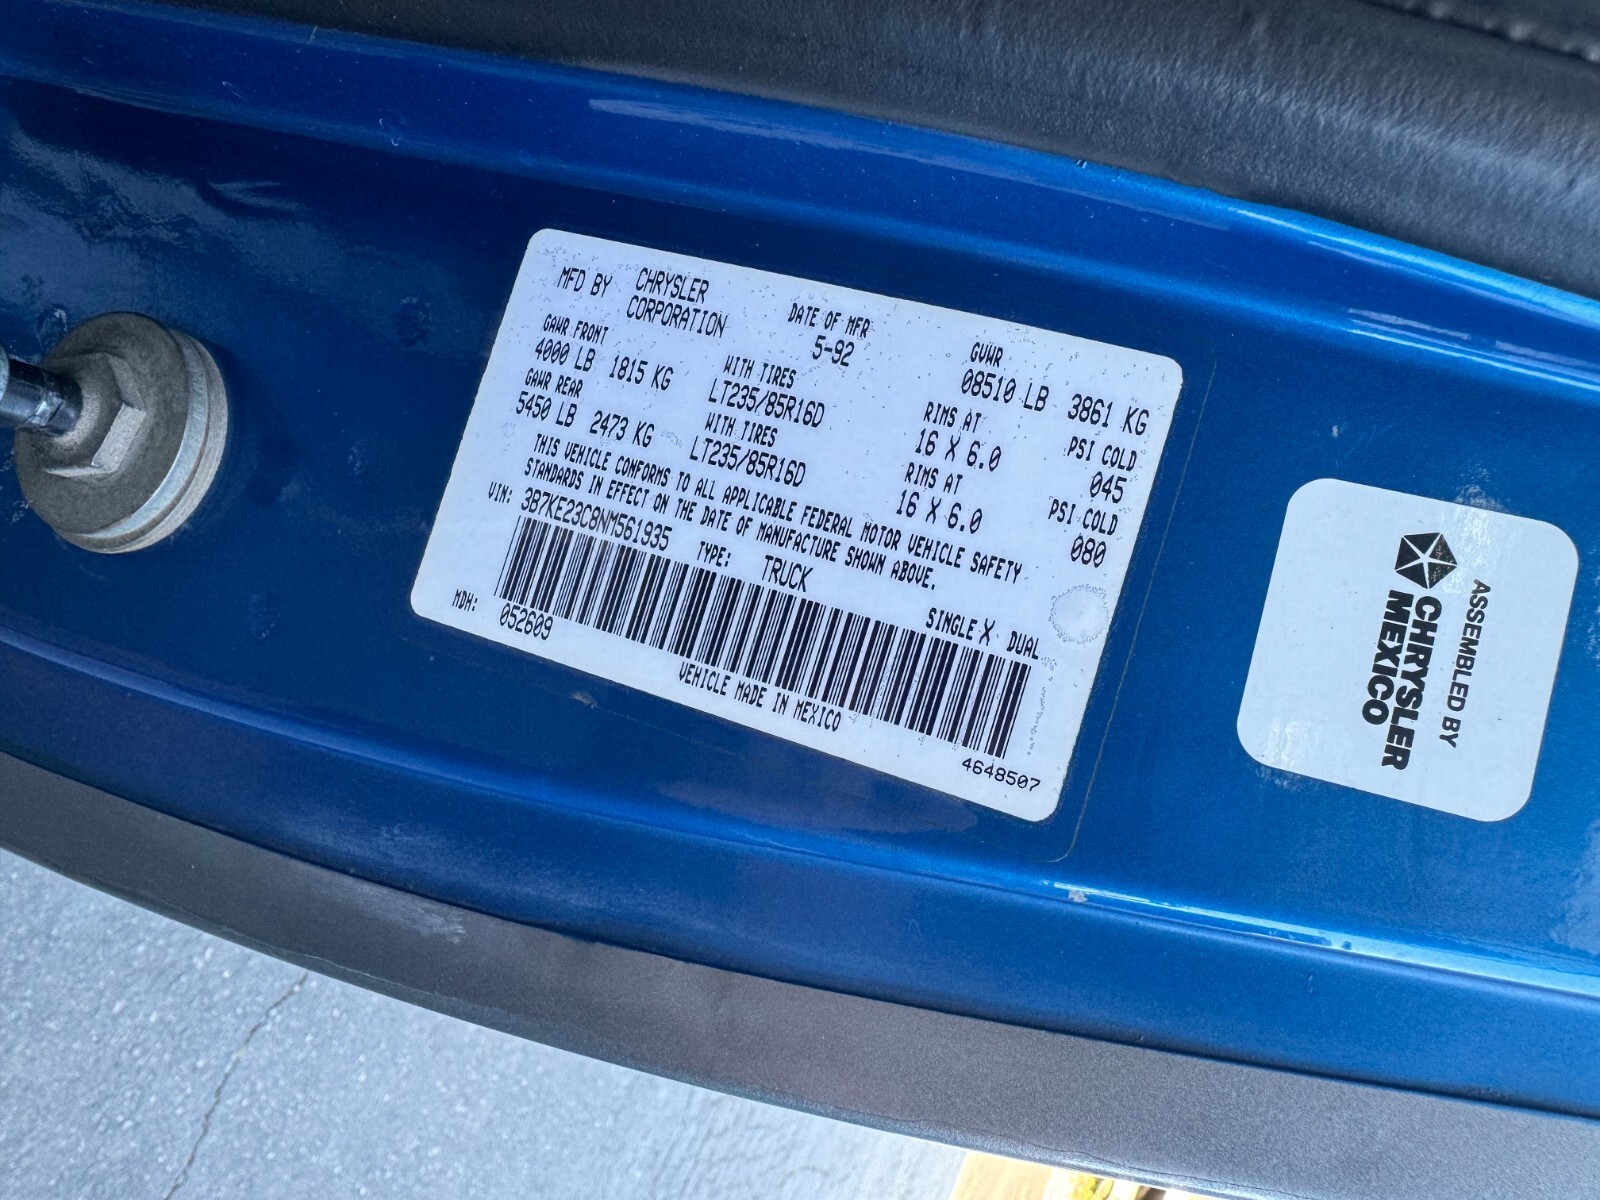 MFD BY CHRYSLER CORPORATION DATE OF MFR 5-92 GVWR 08510 LB 3861 KG
GAWR FRONT WITH TIRES RIMS AT PSI COLD
4000 LB 1815 KG LT235/85R16D 16 X 6.0 045
GAWR REAR WITH TIRES RIMS AT PSI COLD
5450 LB 2473 KG LT235/85R16D 16 X 6.0 080
THIS VEHICLE CONFORMS TO ALL APPLICABLE FEDERAL MOTOR VEHICLE SAFETY
STANDARDS IN EFFECT ON THE DATE OF MANUFACTURE SHOWN ABOVE.
VIN: 3B7KE23C8NM561935 TYPE: TRUCK SINGLE X DUAL
MDH: 052609
VEHICLE MADE IN MEXICO
4648507
ASSEMBLED BY
CHRYSLER
MEXICO